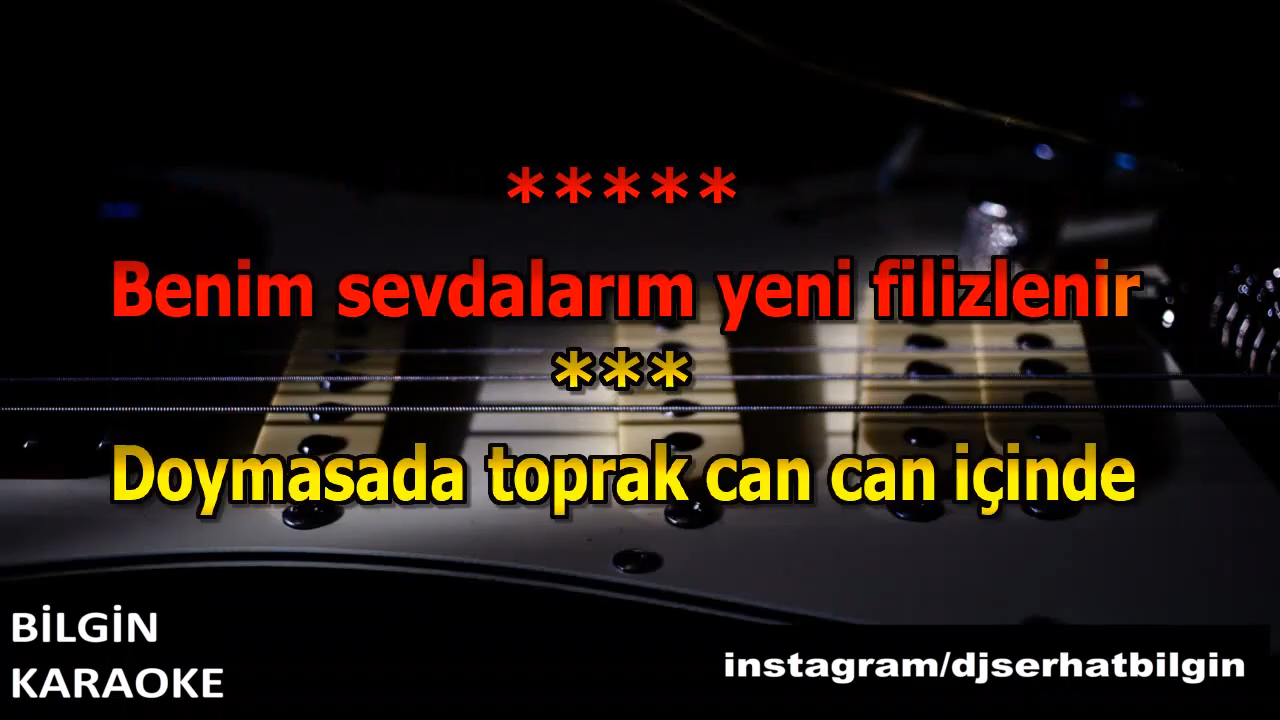 *****
Benim sevdalarım yeni filizlenir
***
Doymasada toprak can can içinde
BİLGİN
KARAOKE
instagram/djserhatbilgin